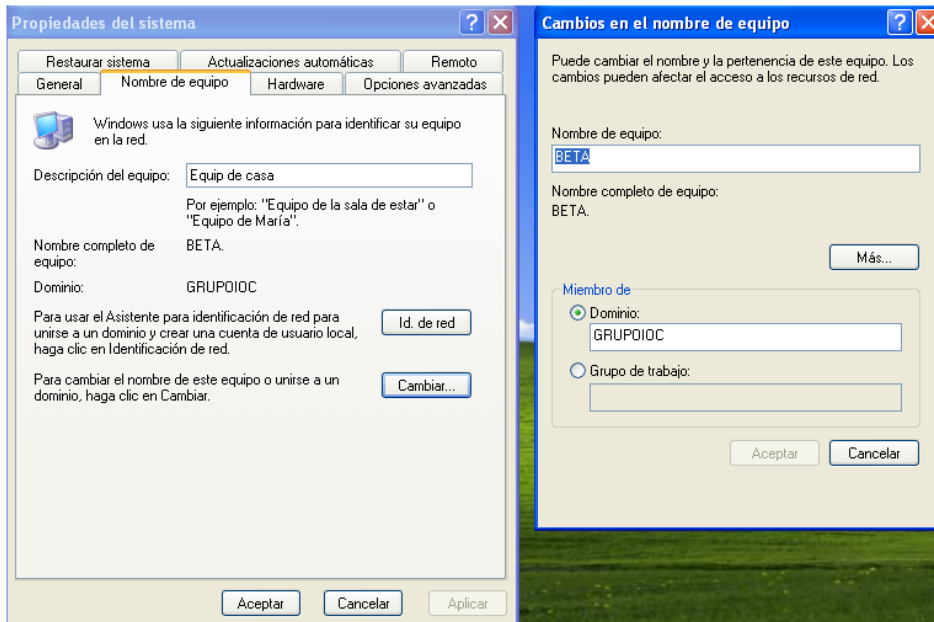 Propiedades del sistema
Restaurar sistema
Actualizaciones automáticas
Remoto
General
Nombre de equipo
Hardware
Opciones avanzadas
Windows usa la siguiente información para identificar su equipo
en la red.
Descripción del equipo:
Equip de casa
Por ejemplo: "Equipo de la sala de estar" o
"Equipo de María".
Nombre completo de
equipo:
BETA.
Dominio:
GRUPOIOC
Para usar el Asistente para identificación de red para
unirse a un dominio y crear una cuenta de usuario local,
haga clic en Identificación de red.
Id. de red
Para cambiar el nombre de este equipo o unirse a un
dominio, haga clic en Cambiar.
Cambiar...
Aceptar
Cancelar
Aplicar
Cambios en el nombre de equipo
Puede cambiar el nombre y la pertenencia de este equipo. Los
cambios pueden afectar el acceso a los recursos de red.
Nombre de equipo:
BETA
Nombre completo de equipo:
BETA.
Más...
Miembro de
Dominio:
GRUPOIOC
Grupo de trabajo:
Aceptar
Cancelar